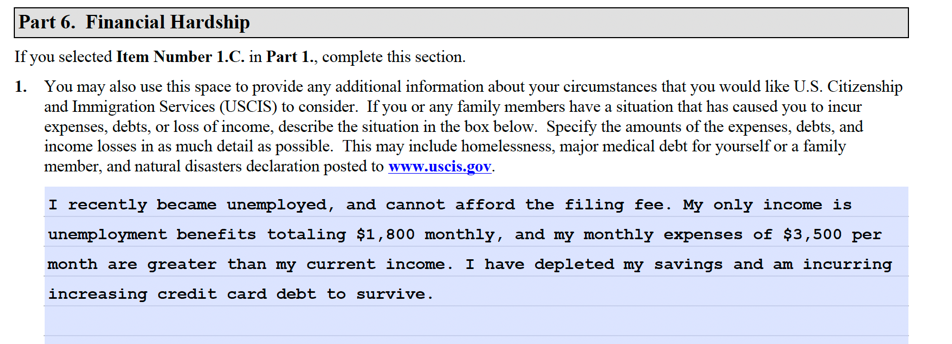 Part 6.  Financial Hardship
If you selected Item Number 1.C. in Part 1., complete this section.
1. You may also use this space to provide any additional information about your circumstances that you would like U.S. Citizenship
and Immigration Services (USCIS) to consider.  If you or any family members have a situation that has caused you to incur
expenses, debts, or loss of income, describe the situation in the box below.  Specify the amounts of the expenses, debts, and
income losses in as much detail as possible.  This may include homelessness, major medical debt for yourself or a family
member, and natural disasters declaration posted to www.uscis.gov.
I recently became unemployed, and cannot afford the filing fee. My only income is
unemployment benefits totaling $1,800 monthly, and my monthly expenses of $3,500 per
month are greater than my current income. I have depleted my savings and am incurring
increasing credit card debt to survive.